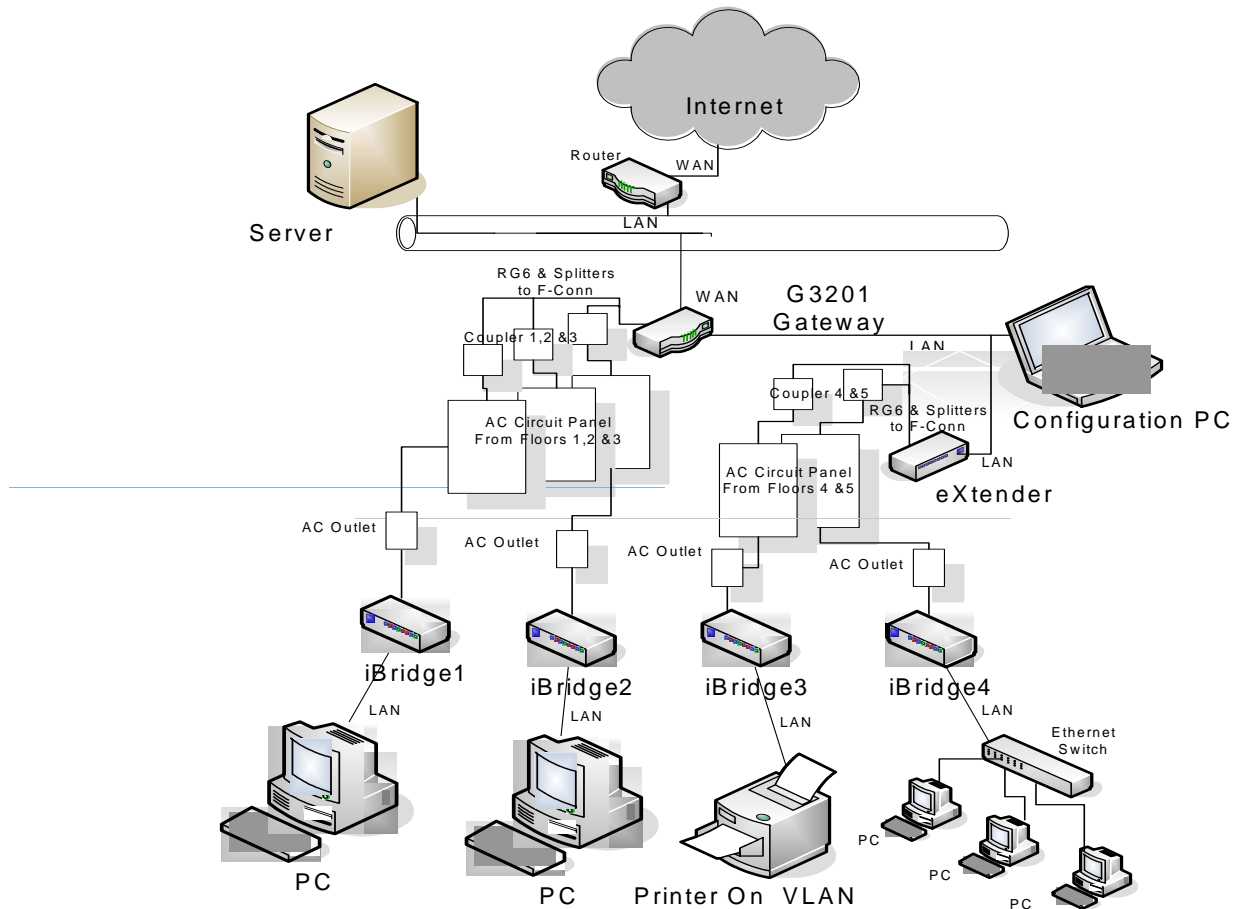 Internet
Router
WAN
Server
LAN
RG6 & Splitters
to F-Conn
WAN
G3201
Gateway
Coupler 1,2 &3
LAN
Configuration PC
AC Circuit Panel
From Floors 1,2 &3
Coupler 4 &5
RG6 & Splitters
to F-Conn
LAN
eXtender
AC Circuit Panel
From Floors 4 &5
AC Outlet
AC Outlet
AC Outlet
AC Outlet
iBridge1
iBridge2
iBridge3
iBridge4
LAN
LAN
LAN
LAN
Ethernet
Switch
PC
PC
Printer On VLAN
PC
PC
PC